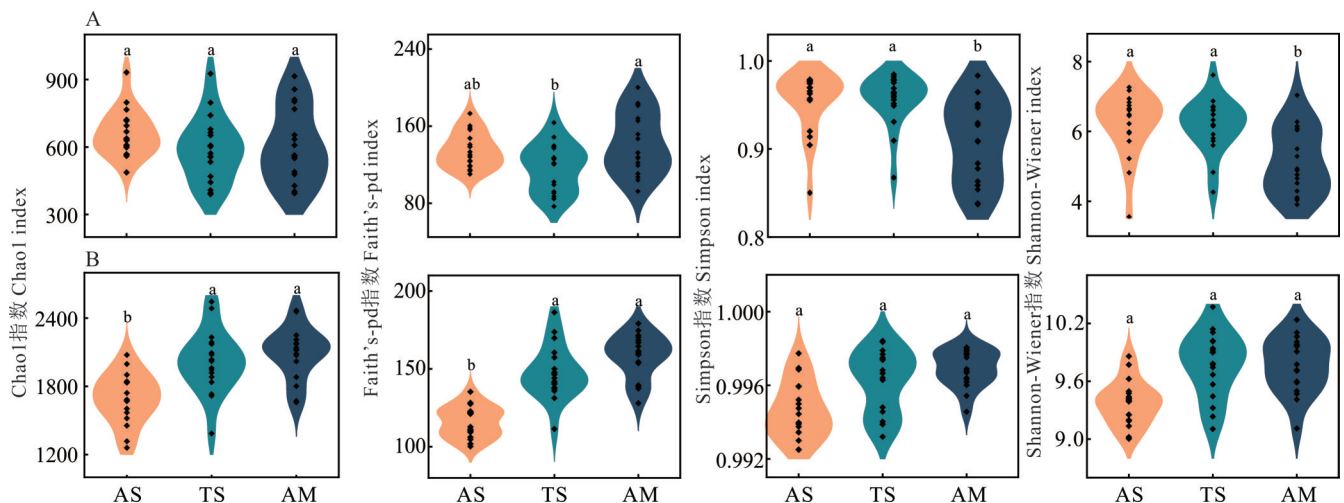 A
Chao1指数 Chao1 index
900
600
300
a a a
Faith's-pd指数 Faith's-pd index
240
160
80
ab b a
Simpson指数 Simpson index
1.0
0.9
0.8
a a b
Shannon-Wiener指数 Shannon-Wiener index
8
6
4
a a b
B
2400
1800
1200
b a a
AS TS AM
200
150
100
b a a
AS TS AM
1.000
0.996
0.992
a a a
AS TS AM
10.2
9.6
9.0
a a a
AS TS AM